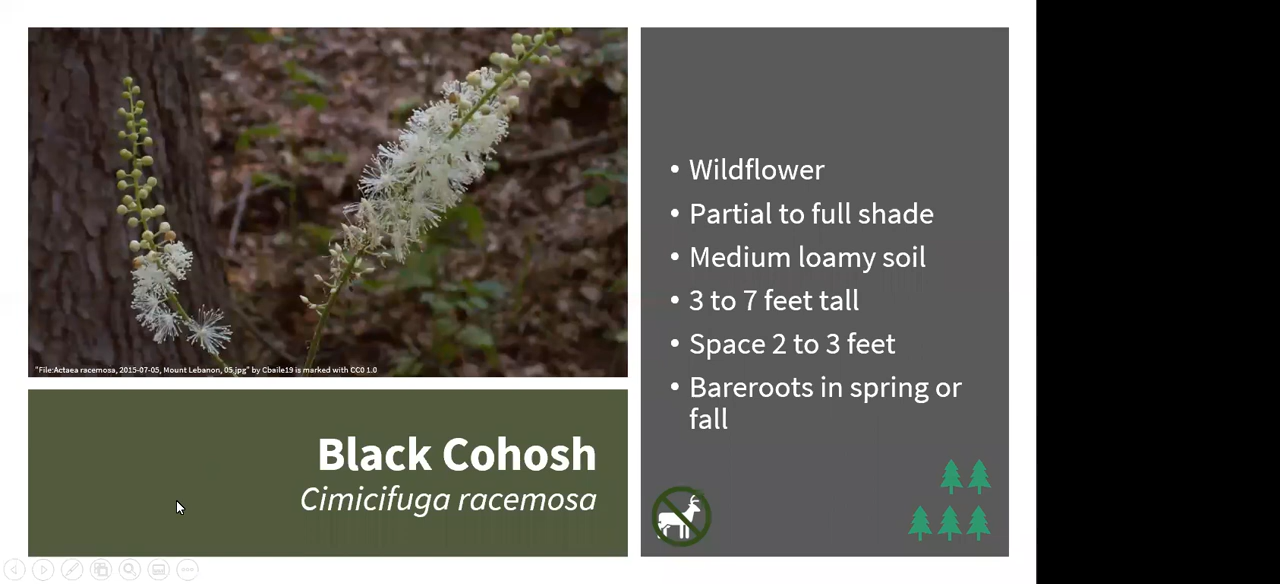 "File:Actaea racemosa, 2015-07-05, Mount Lebanon, 05.jpg" by Cbaile19 is marked with CC0 1.0
Black Cohosh
Cimicifuga racemosa
• Wildflower
• Partial to full shade
• Medium loamy soil
• 3 to 7 feet tall
• Space 2 to 3 feet
• Bareroots in spring or
fall